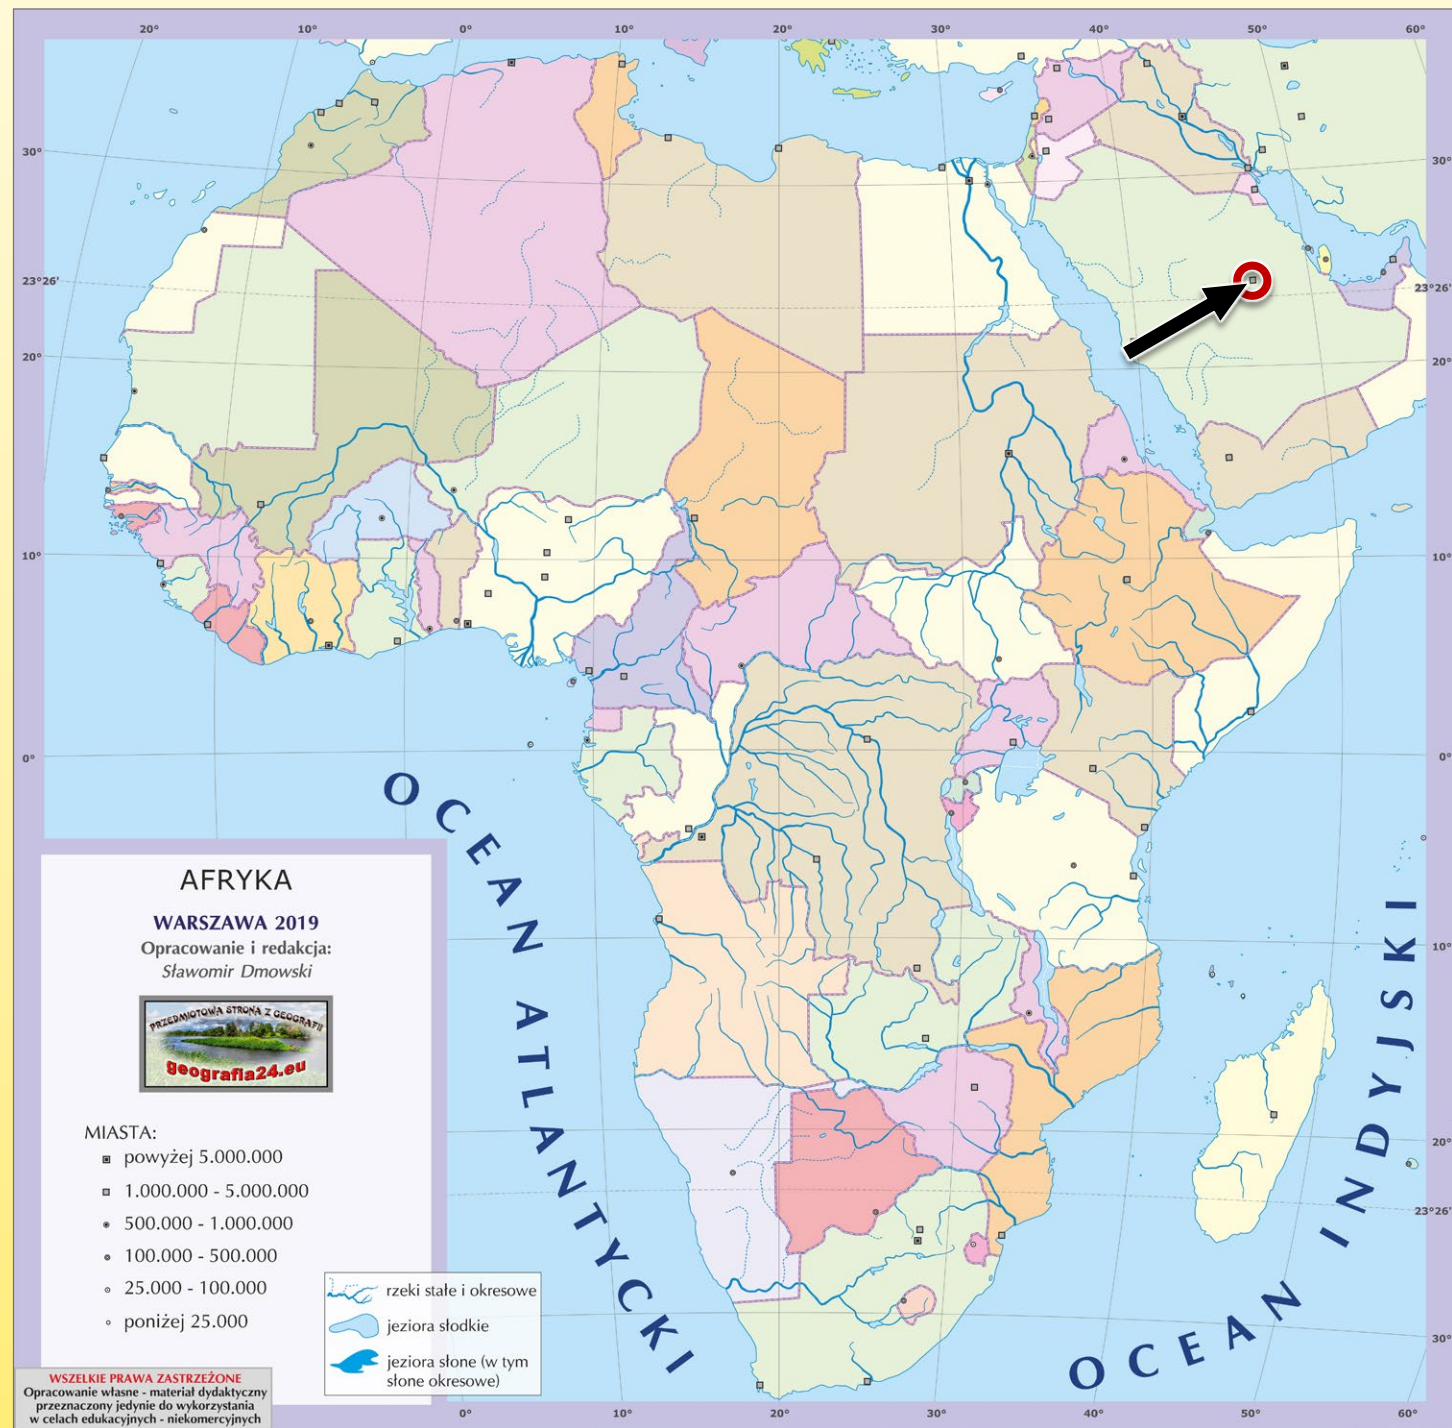 20° 10° 0° 10° 20° 30° 40° 50° 60°
30° 30°
23°26' 23°26'
20° 20°
10° 10°
0° 0°
10°
20°
23°26'
30°
OCEAN ATLANTYCKI
OCEAN INDYJSKI
AFRYKA
WARSZAWA 2019
Opracowanie i redakcja:
Sławomir Dmowski
PRZEDMIOTOWA STRONA Z GEOGRAFII
geografia24.eu
MIASTA:
powyżej 5.000.000
1.000.000 - 5.000.000
500.000 - 1.000.000
100.000 - 500.000
25.000 - 100.000
poniżej 25.000
rzeki stałe i okresowe
jeziora słodkie
jeziora słone (w tym
słone okresowe)
WSZELKIE PRAWA ZASTRZEŻONE
Opracowanie własne - materiał dydaktyczny
przeznaczony jedynie do wykorzystania
w celach edukacyjnych - niekomercyjnych
0° 10° 20° 30° 40° 50° 60°